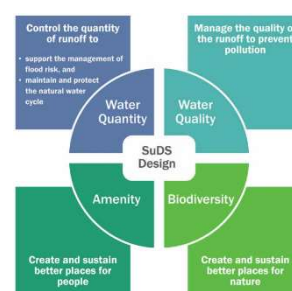 Control the quantity
of runoff to
• support the management of
flood risk, and
• maintain and protect
the natural water
cycle
Manage the quality of
the runoff to prevent
pollution
Water
Quantity
Water
Quality
SuDS
Design
Amenity
Biodiversity
Create and sustain
better places for
people
Create and sustain
better places for
nature